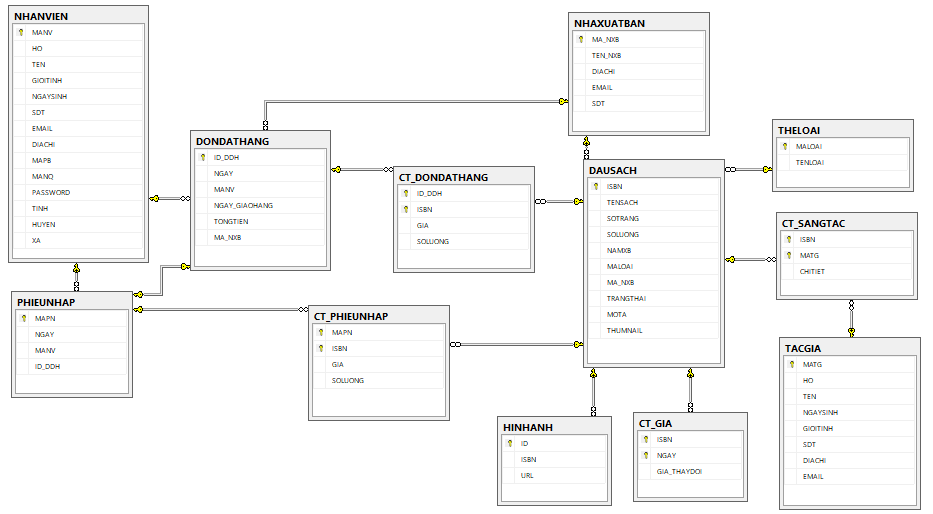 NHANVIEN
MANV
HO
TEN
GIOITINH
NGAYSINH
SDT
EMAIL
DIACHI
MAPB
MANQ
PASSWORD
TINH
HUYEN
XA
NHAXUATBAN
MA_NXB
TEN_NXB
DIACHI
EMAIL
SDT
DONDATHANG
ID_DDH
NGAY
MANV
NGAY_GIAOHANG
TONGTIEN
MA_NXB
CT_DONDATHANG
ID_DDH
ISBN
GIA
SOLUONG
DAUSACH
ISBN
TENSACH
SOTRANG
SOLUONG
NAMXB
MALOAI
MA_NXB
TRANGTHAI
MOTA
THUMNAIL
THELOAI
MALOAI
TENLOAI
CT_SANGTAC
ISBN
MATG
CHITIET
PHIEUNHAP
MAPN
NGAY
MANV
ID_DDH
CT_PHIEUNHAP
MAPN
ISBN
GIA
SOLUONG
TACGIA
MATG
HO
TEN
NGAYSINH
GIOITINH
SDT
DIACHI
EMAIL
HINHANH
ID
ISBN
URL
CT_GIA
ISBN
NGAY
GIA_THAYDOI